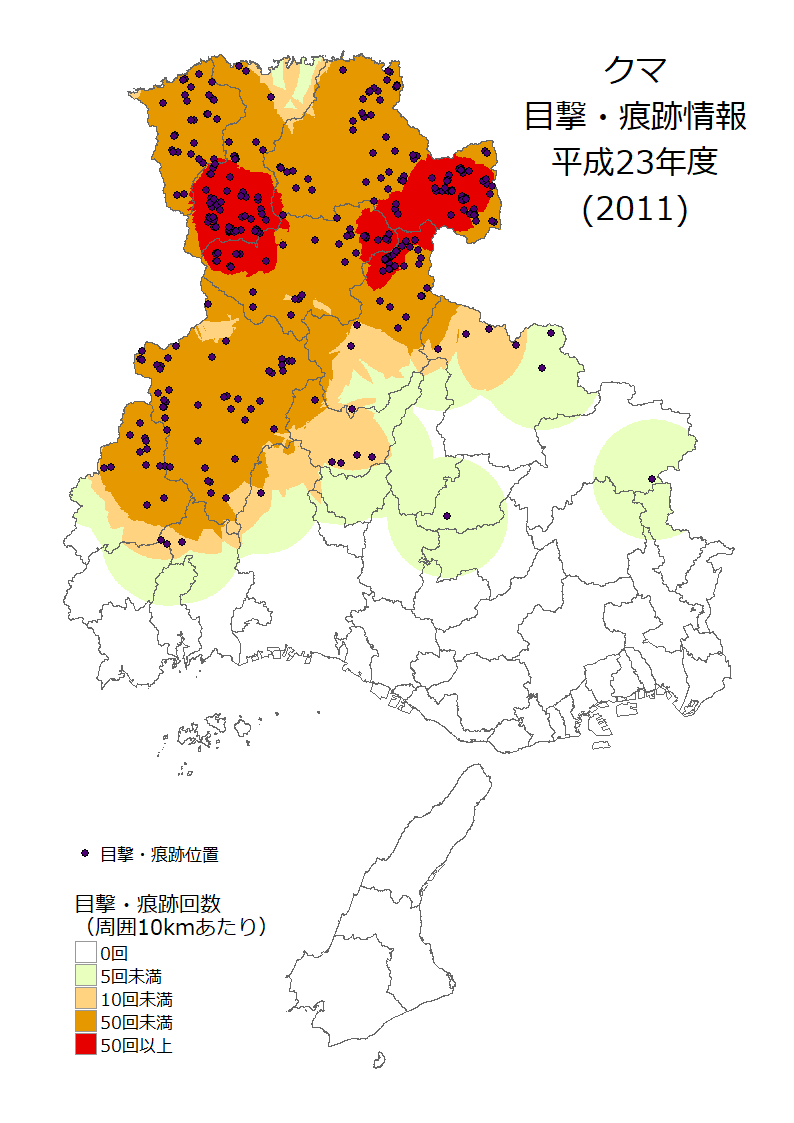 クマ
目撃・痕跡情報
平成23年度
(2011)
目撃・痕跡位置
目撃・痕跡回数
（周囲10kmあたり）
0回
5回未満
10回未満
50回未満
50回以上